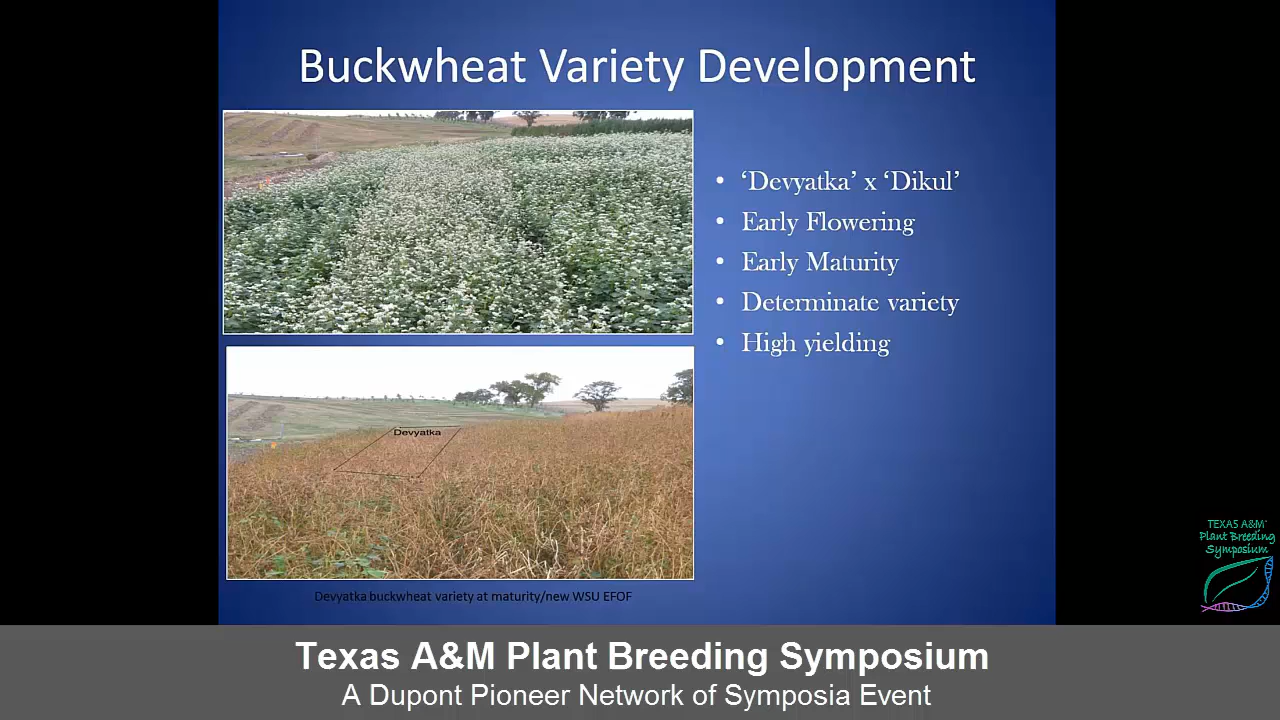 Buckwheat Variety Development
• ‘Devyatka’ x ‘Dikul’
• Early Flowering
• Early Maturity
• Determinate variety
• High yielding
Devyatka
Devyatka buckwheat variety at maturity/new WSU EFOF
TEXAS A&M
Plant Breeding
Symposium
Texas A&M Plant Breeding Symposium
A Dupont Pioneer Network of Symposia Event